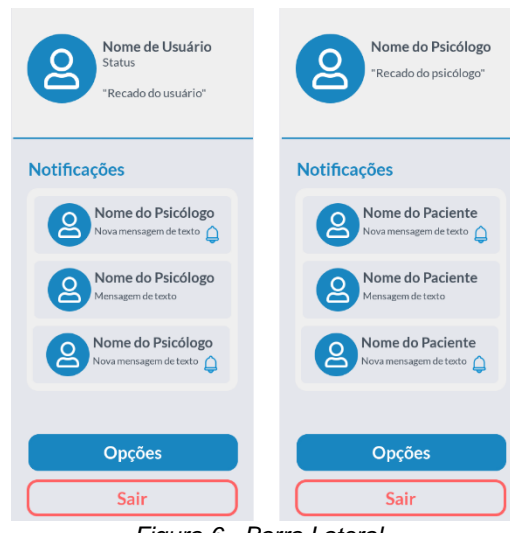 Nome de Usuário
Status
"Recado do usuário"
Notificações
Nome do Psicólogo
Nova mensagem de texto
Nome do Psicólogo
Mensagem de texto
Nome do Psicólogo
Nova mensagem de texto
Opções
Sair
Nome do Psicólogo
"Recado do psicólogo"
Notificações
Nome do Paciente
Nova mensagem de texto
Nome do Paciente
Mensagem de texto
Nome do Paciente
Nova mensagem de texto
Opções
Sair
Figura 6 - Barra Lateral